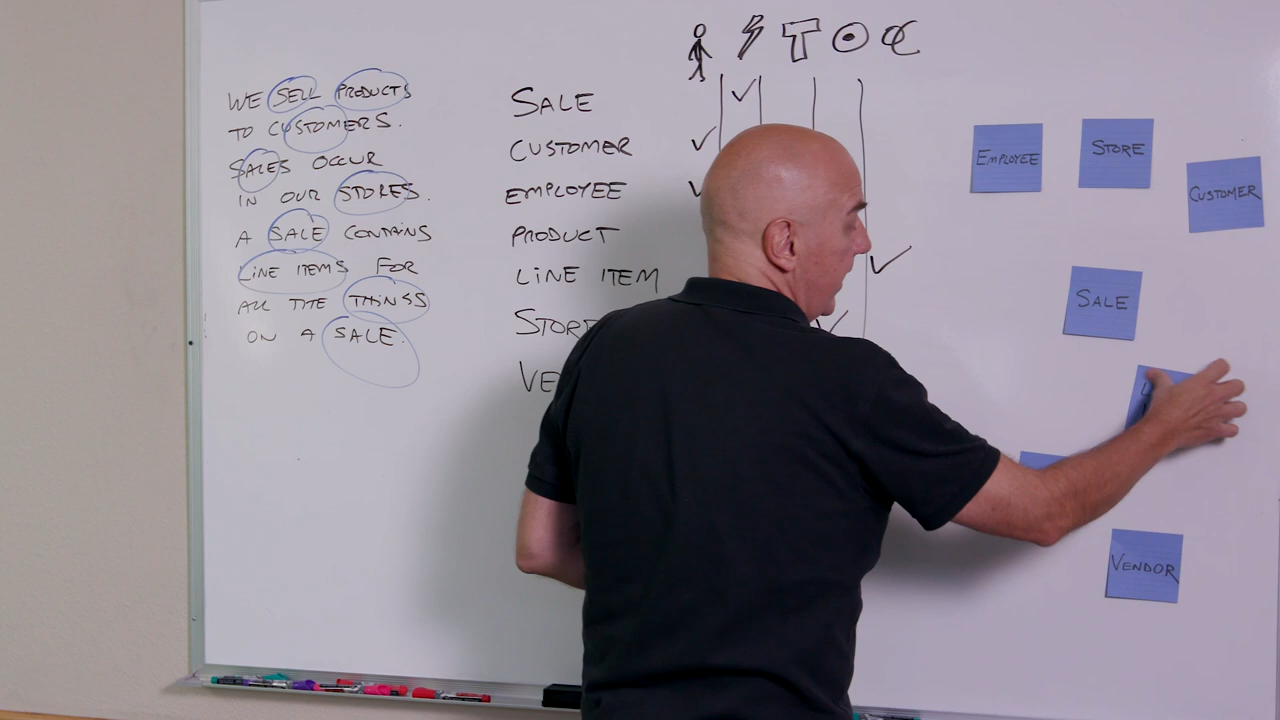 WE SELL PRODUCTS
TO CUSTOMERS.
SALES OCCUR
IN OUR STORES.
A SALE CONTAINS
LINE ITEMS FOR
ALL THE THINGS
ON A SALE.
SALE
CUSTOMER
EMPLOYEE
PRODUCT
LINE ITEM
STOR
VE
EMPLOYEE
STORE
CUSTOMER
SALE
VENDOR